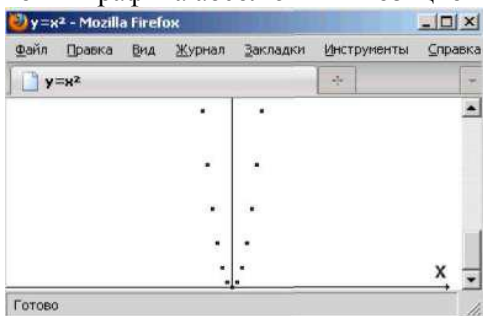 y=x² - Mozilla Firefox
Файл Правка Вид Журнал Закладки Инструменты Справка
y=x²
X
Готово